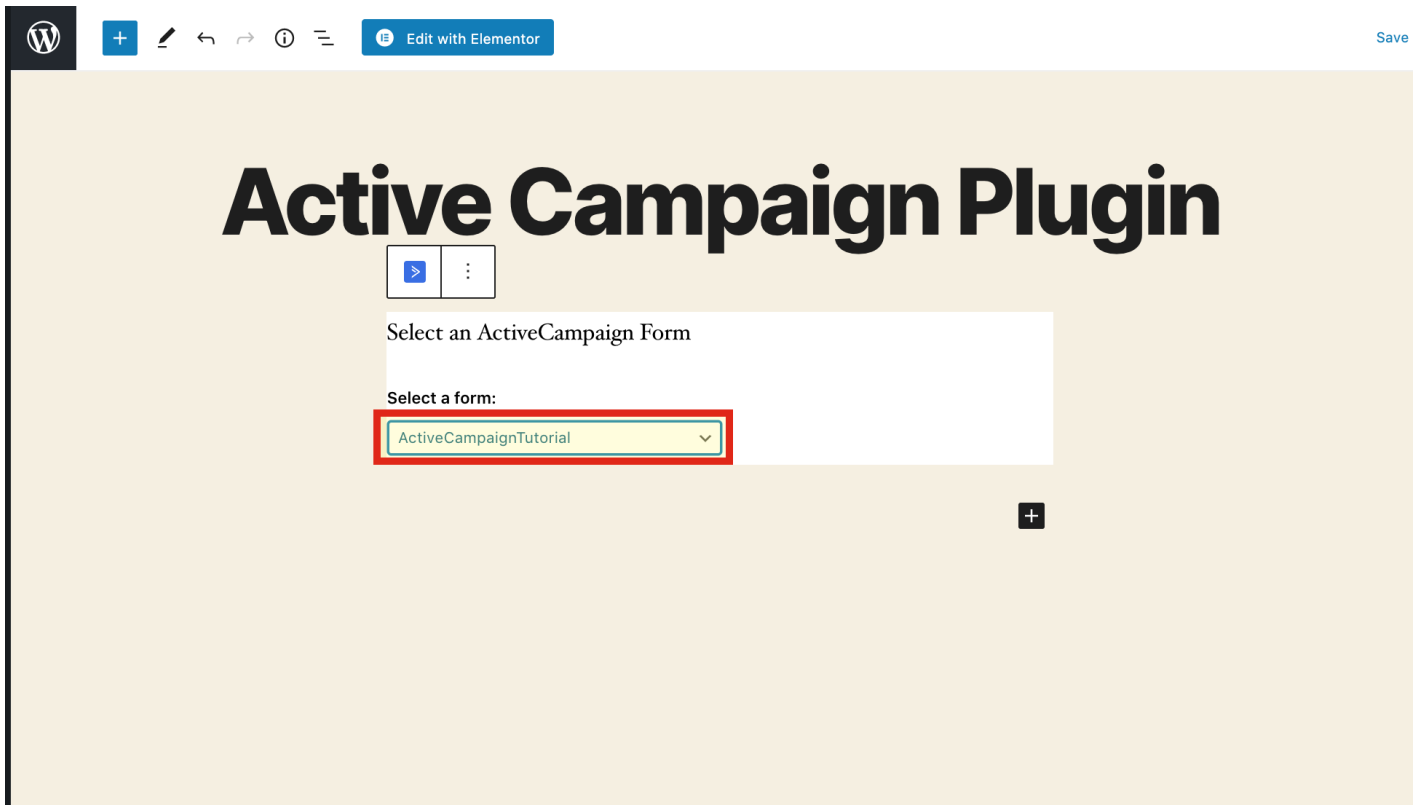 Edit with Elementor
Save
Active Campaign Plugin
Select an ActiveCampaign Form
Select a form:
ActiveCampaignTutorial